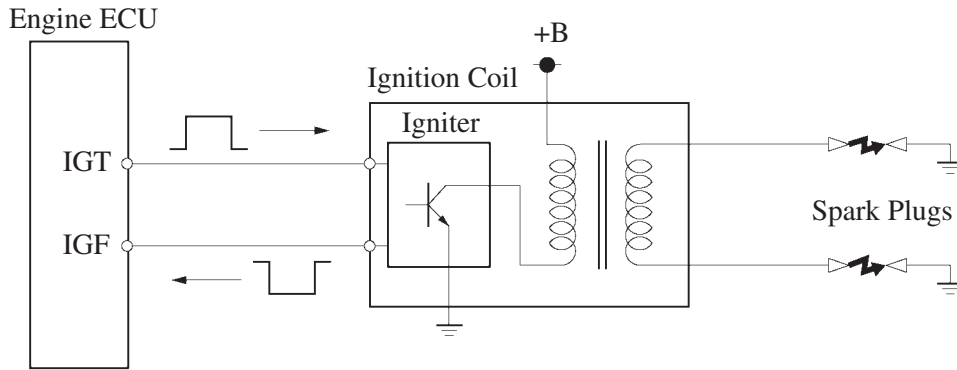 Engine ECU
+B
Ignition Coil
Igniter
IGT
Spark Plugs
IGF